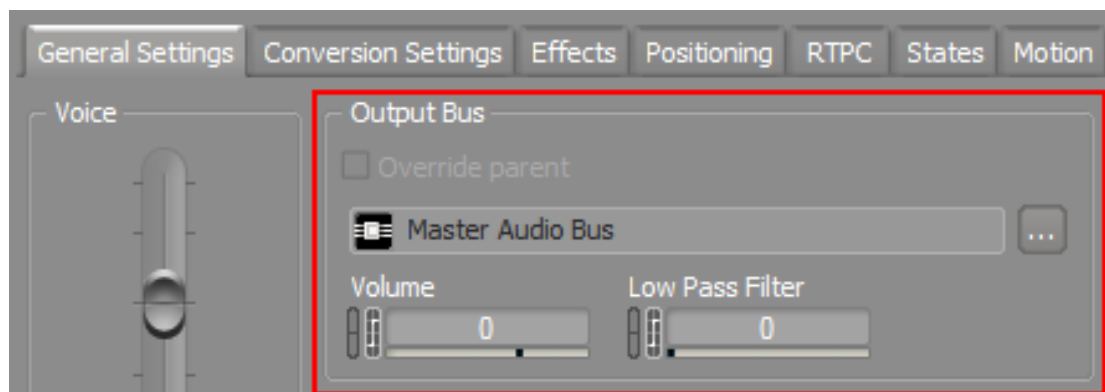 General Settings Conversion Settings Effects Positioning RTPC States Motion
Voice
Output Bus
Override parent
Master Audio Bus ...
Volume Low Pass Filter
0 0